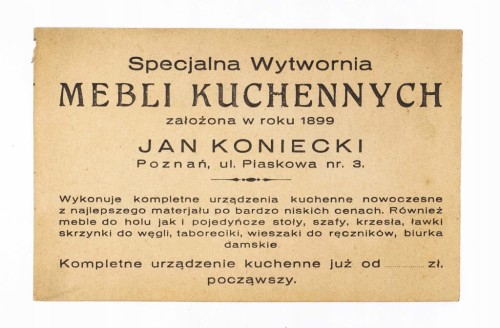 Specjalna Wytwornia
MEBLI KUCHENNYCH
założona w roku 1899
JAN KONIECKI
Poznań, ul. Piaskowa nr. 3.
Wykonuje kompletne urządzenia kuchenne nowoczesne
z najlepszego materjału po bardzo niskich cenach. Również
meble do holu jak i pojedyńcze stoły, szafy, krzesła, ławki
skrzynki do węgli, taboreciki, wieszaki do ręczników, biurka
damskie
Kompletne urządzenie kuchenne już od ............ zł.
począwszy.